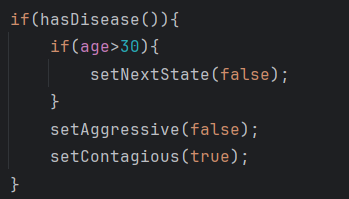 if(hasDisease()){
    if(age>30){
        setNextState(false);
    }
    setAggressive(false);
    setContagious(true);
}